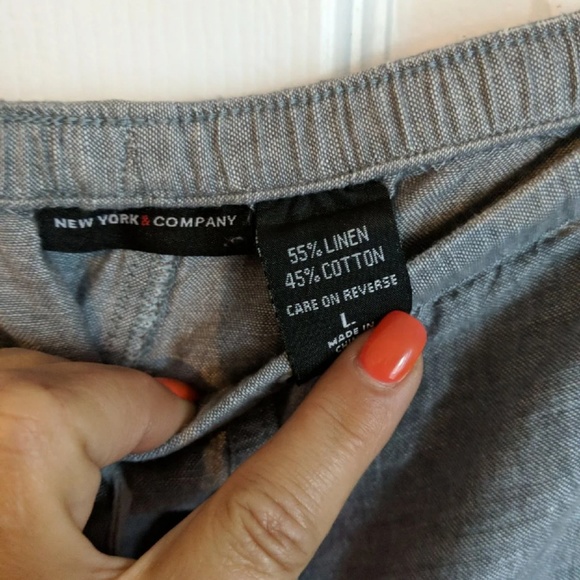 NEW YORK & COMPANY
55% LINEN
45% COTTON
CARE ON REVERSE
L
MADE IN